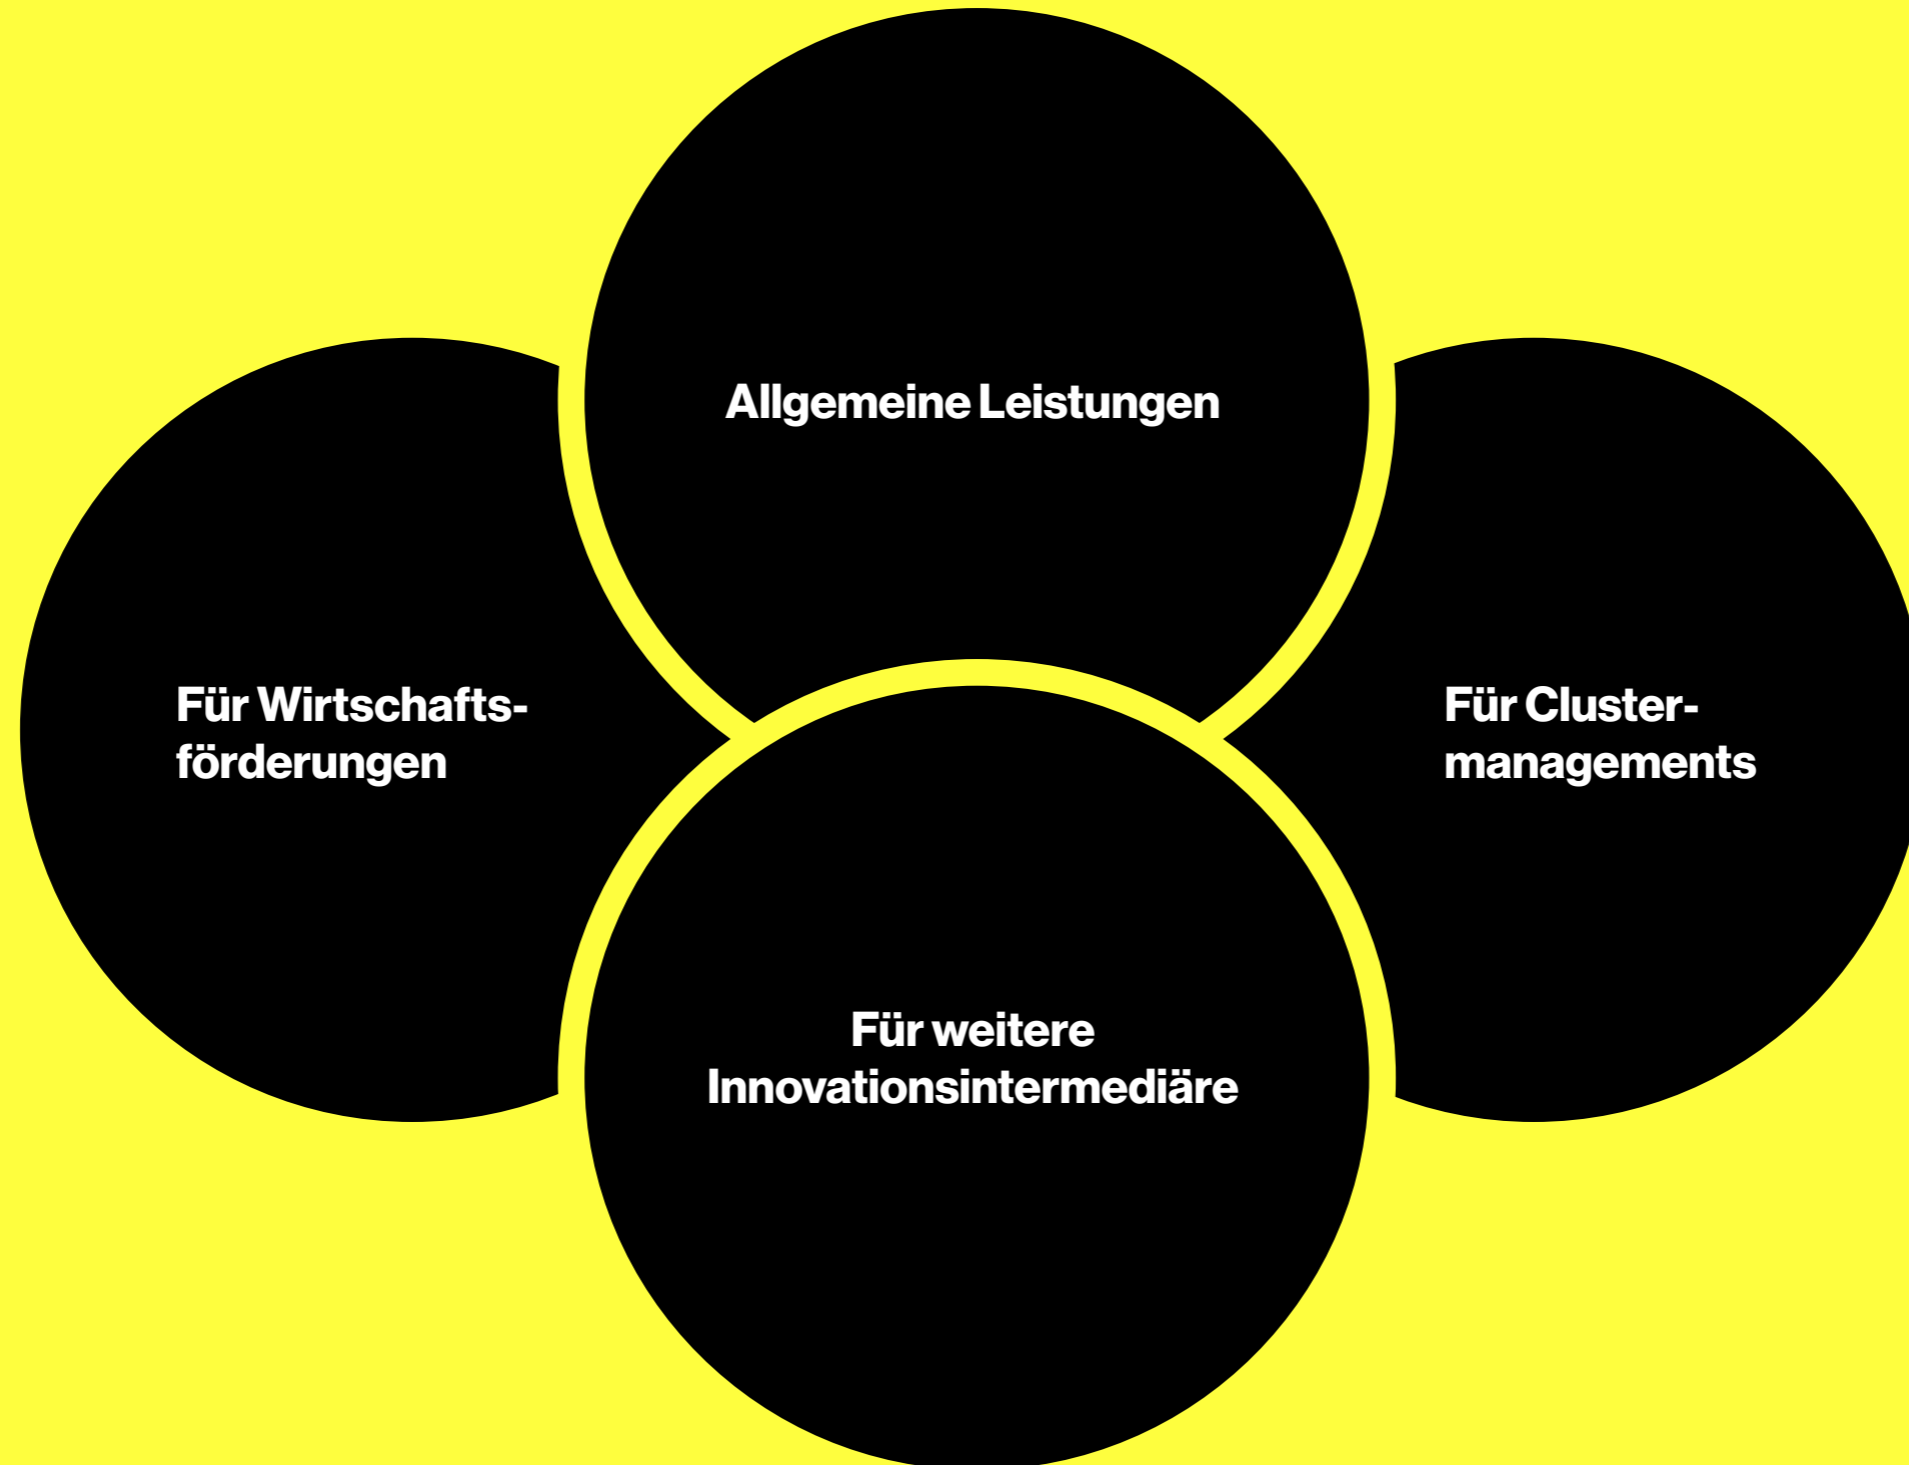 Allgemeine Leistungen
Für Wirtschafts-
förderungen
Für Cluster-
managements
Für weitere
Innovationsintermediäre